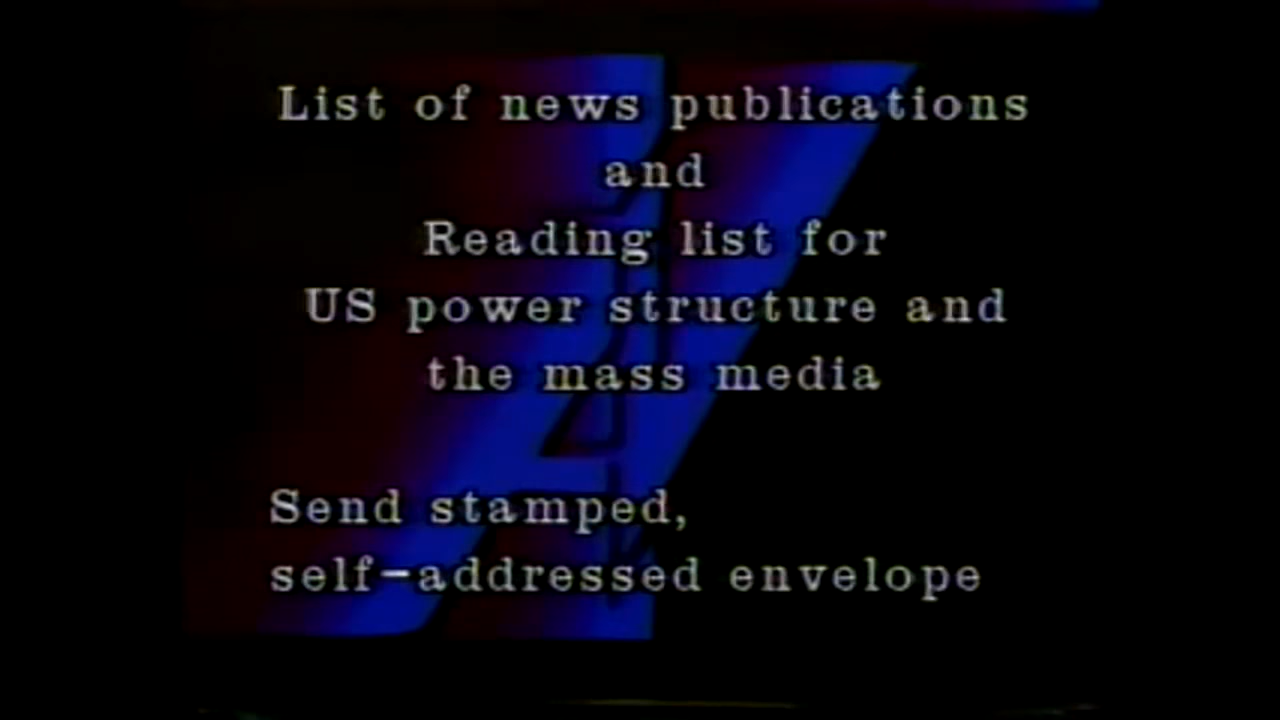 List of news publications
and
Reading list for
US power structure and
the mass media
Send stamped,
self-addressed envelope